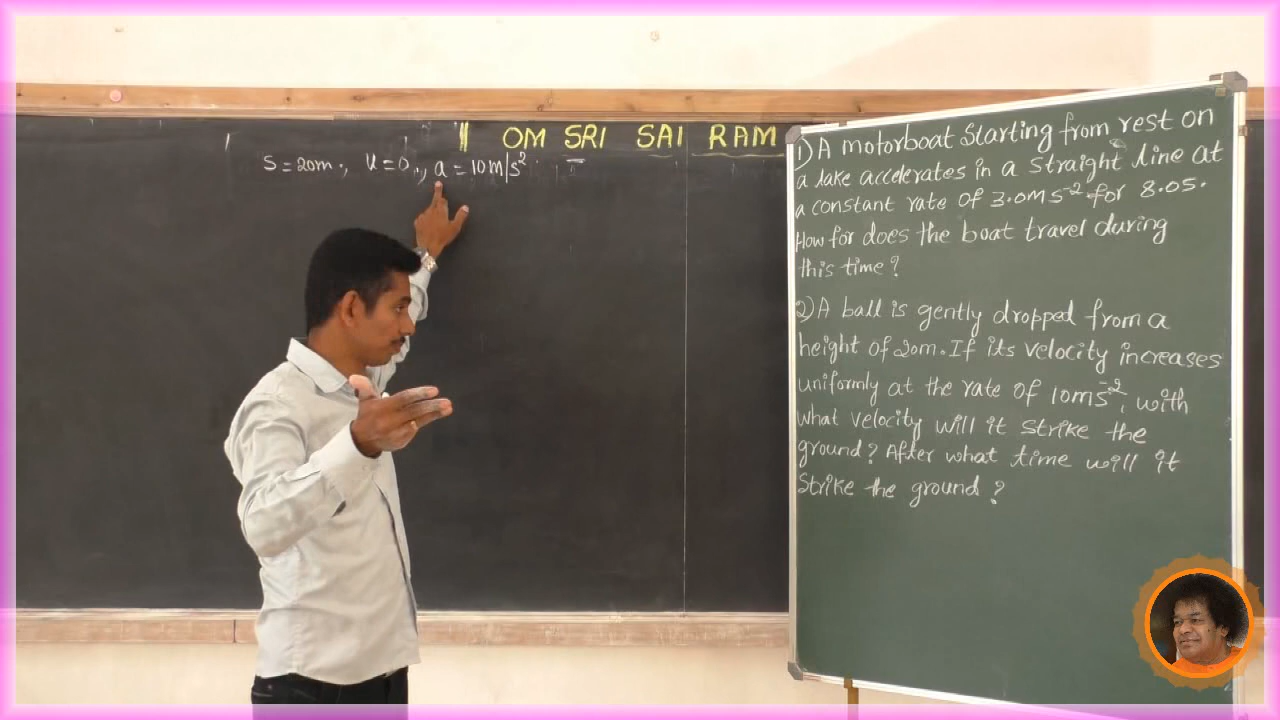 || OM SRI SAI RAM
S = 20m ., u = 0 ., a = 10 m/s²
1) A motorboat starting from rest on
a lake accelerates in a straight line at
a constant rate of 3.0ms⁻² for 8.0s.
How for does the boat travel during
this time?
2) A ball is gently dropped from a
height of 20m. If its velocity increases
uniformly at the rate of 10ms⁻², with
what velocity will it strike the
ground? After what time will it
strike the ground?